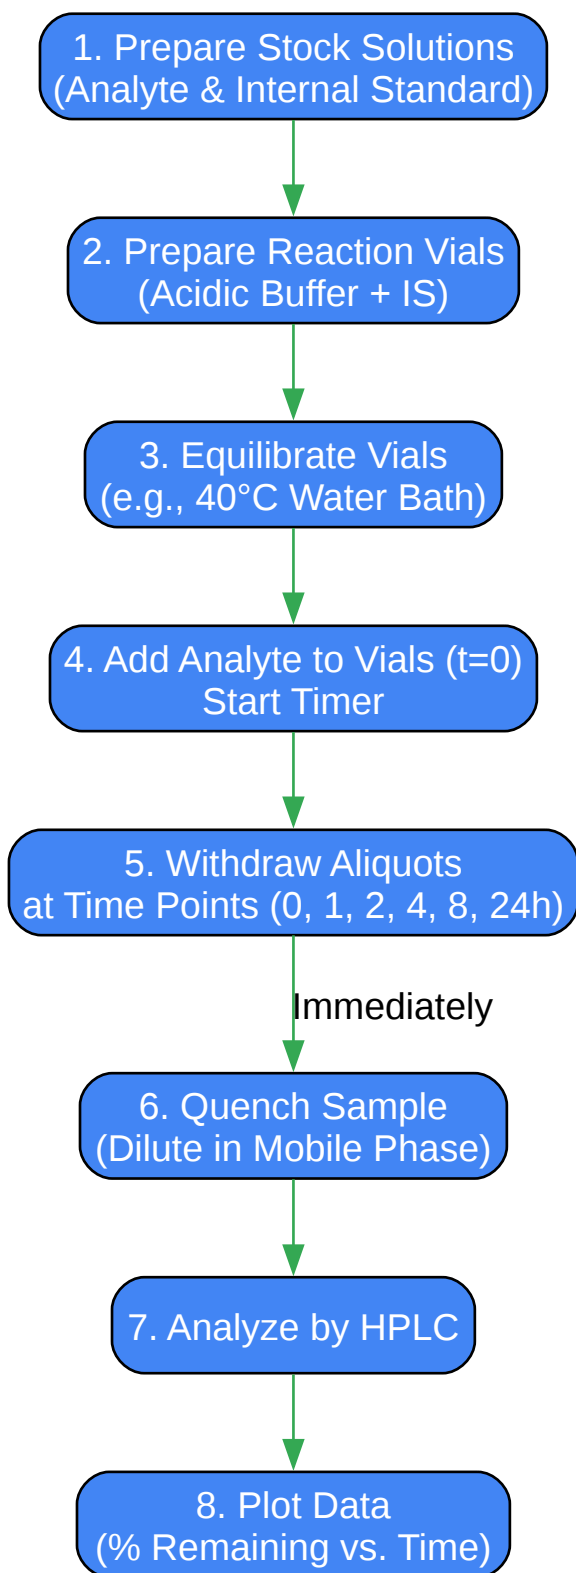 1. Prepare Stock Solutions
(Analyte & Internal Standard)
2. Prepare Reaction Vials
(Acidic Buffer + IS)
3. Equilibrate Vials
(e.g., 40°C Water Bath)
4. Add Analyte to Vials (t=0)
Start Timer
5. Withdraw Aliquots
at Time Points (0, 1, 2, 4, 8, 24h)
Immediately
6. Quench Sample
(Dilute in Mobile Phase)
7. Analyze by HPLC
8. Plot Data
(% Remaining vs. Time)